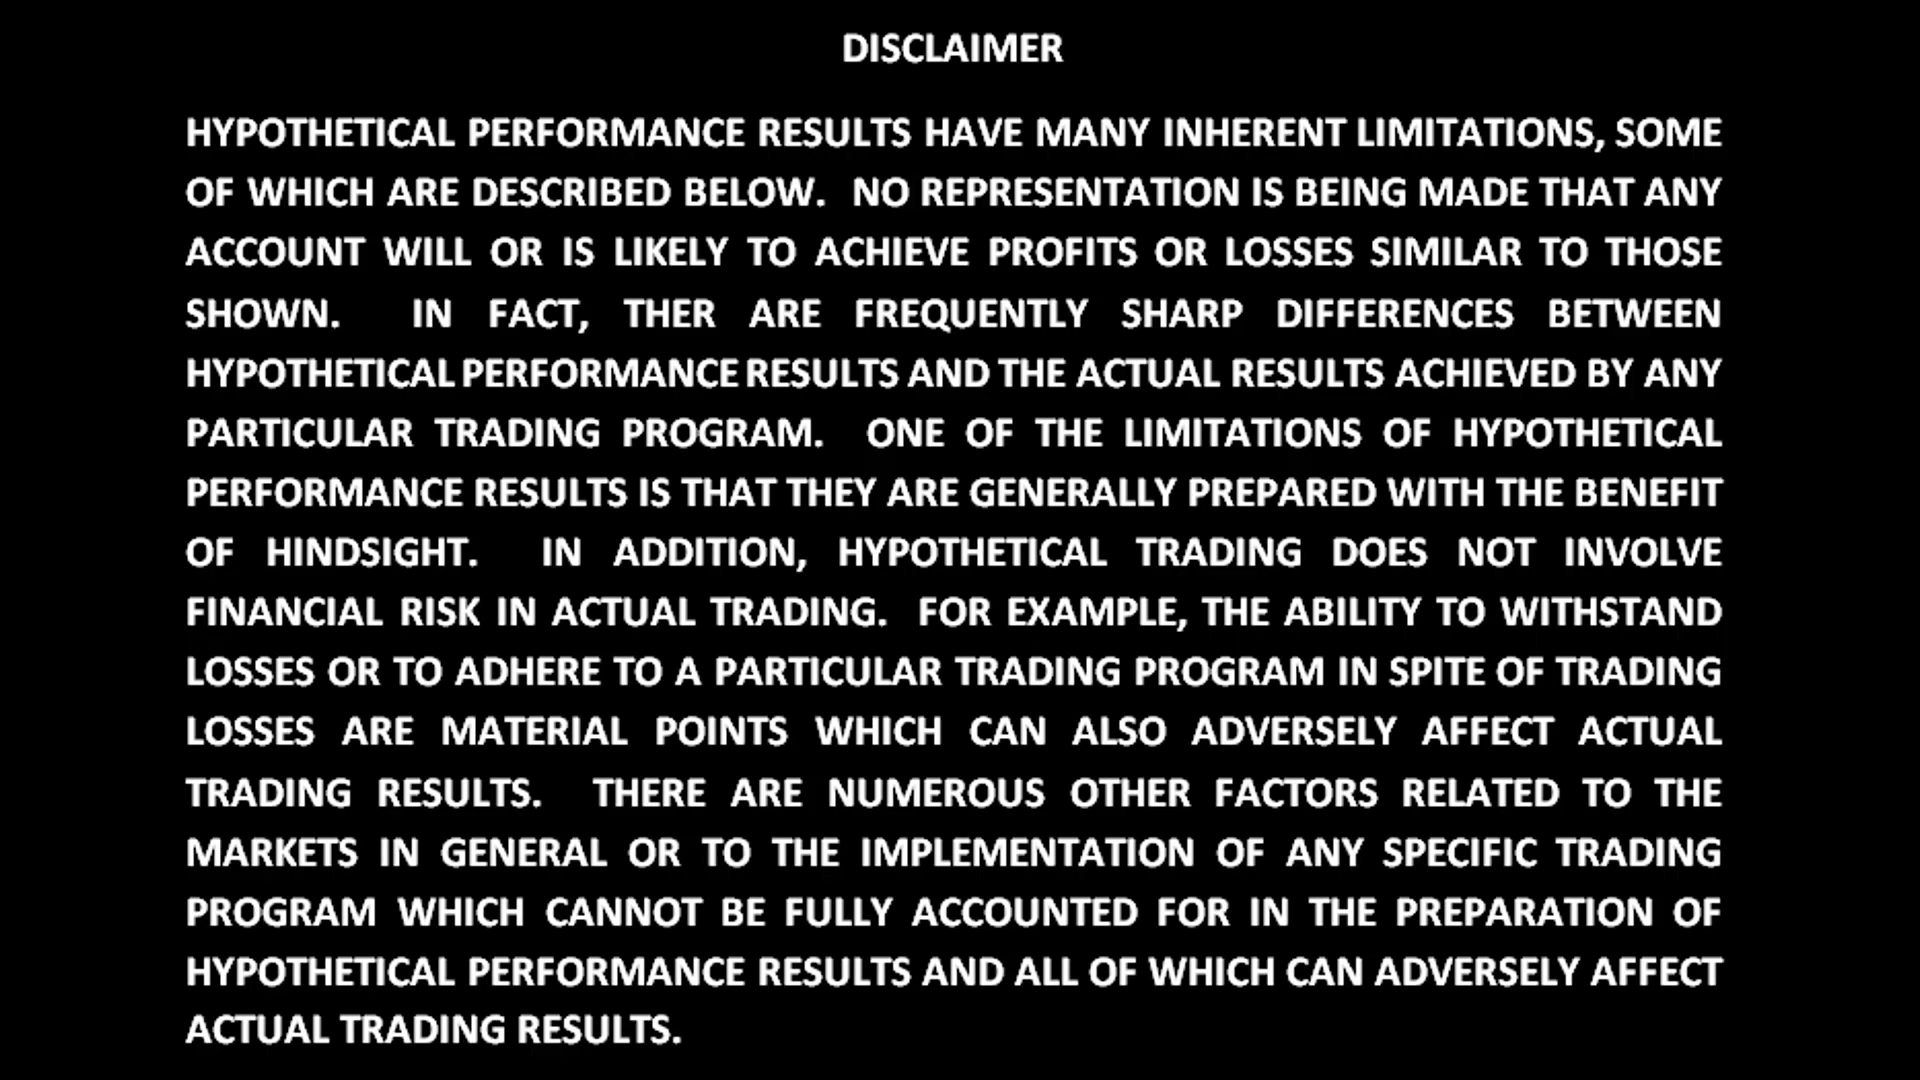 DISCLAIMER
HYPOTHETICAL PERFORMANCE RESULTS HAVE MANY INHERENT LIMITATIONS, SOME
OF WHICH ARE DESCRIBED BELOW. NO REPRESENTATION IS BEING MADE THAT ANY
ACCOUNT WILL OR IS LIKELY TO ACHIEVE PROFITS OR LOSSES SIMILAR TO THOSE
SHOWN. IN FACT, THER ARE FREQUENTLY SHARP DIFFERENCES BETWEEN
HYPOTHETICAL PERFORMANCE RESULTS AND THE ACTUAL RESULTS ACHIEVED BY ANY
PARTICULAR TRADING PROGRAM. ONE OF THE LIMITATIONS OF HYPOTHETICAL
PERFORMANCE RESULTS IS THAT THEY ARE GENERALLY PREPARED WITH THE BENEFIT
OF HINDSIGHT. IN ADDITION, HYPOTHETICAL TRADING DOES NOT INVOLVE
FINANCIAL RISK IN ACTUAL TRADING. FOR EXAMPLE, THE ABILITY TO WITHSTAND
LOSSES OR TO ADHERE TO A PARTICULAR TRADING PROGRAM IN SPITE OF TRADING
LOSSES ARE MATERIAL POINTS WHICH CAN ALSO ADVERSELY AFFECT ACTUAL
TRADING RESULTS. THERE ARE NUMEROUS OTHER FACTORS RELATED TO THE
MARKETS IN GENERAL OR TO THE IMPLEMENTATION OF ANY SPECIFIC TRADING
PROGRAM WHICH CANNOT BE FULLY ACCOUNTED FOR IN THE PREPARATION OF
HYPOTHETICAL PERFORMANCE RESULTS AND ALL OF WHICH CAN ADVERSELY AFFECT
ACTUAL TRADING RESULTS.